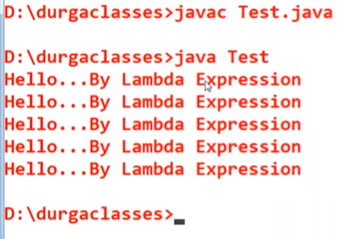 D:\durgaclasses>javac Test.java
D:\durgaclasses>java Test
Hello...By Lambda Expression
Hello...By Lambda Expression
Hello...By Lambda Expression
Hello...By Lambda Expression
Hello...By Lambda Expression
D:\durgaclasses>